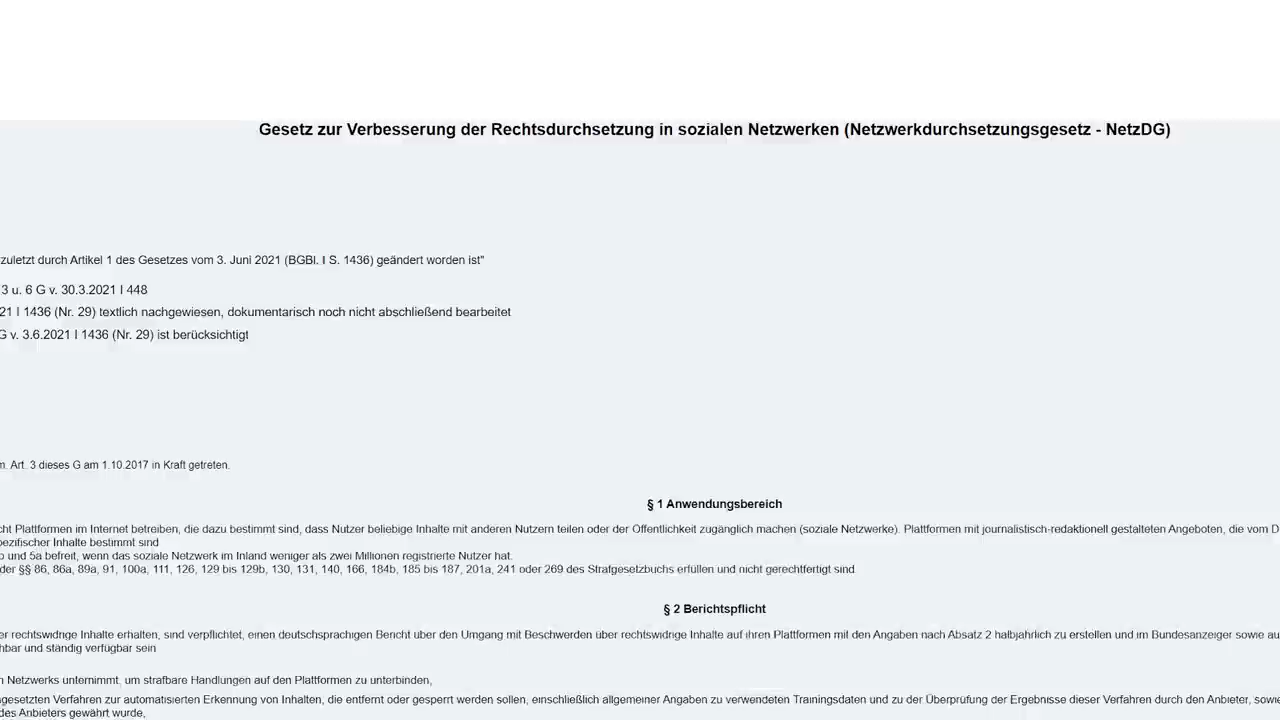 Gesetz zur Verbesserung der Rechtsdurchsetzung in sozialen Netzwerken (Netzwerkdurchsetzungsgesetz - NetzDG)
zuletzt durch Artikel 1 des Gesetzes vom 3. Juni 2021 (BGBl. I S. 1436) geändert worden ist"
3 u. 6 G v. 30.3.2021 I 448
21 I 1436 (Nr. 29) textlich nachgewiesen, dokumentarisch noch nicht abschließend bearbeitet
G v. 3.6.2021 I 1436 (Nr. 29) ist berücksichtigt
m. Art. 3 dieses G am 1.10.2017 in Kraft getreten.
§ 1 Anwendungsbereich
cht Plattformen im Internet betreiben, die dazu bestimmt sind, dass Nutzer beliebige Inhalte mit anderen Nutzern teilen oder der Öffentlichkeit zugänglich machen (soziale Netzwerke). Plattformen mit journalistisch-redaktionell gestalteten Angeboten, die vom D
pezifischer Inhalte bestimmt sind
b und 5a befreit, wenn das soziale Netzwerk im Inland weniger als zwei Millionen registrierte Nutzer hat.
der §§ 86, 86a, 89a, 91, 100a, 111, 126, 129 bis 129b, 130, 131, 140, 166, 184b, 185 bis 187, 201a, 241 oder 269 des Strafgesetzbuchs erfüllen und nicht gerechtfertigt sind
§ 2 Berichtspflicht
er rechtswidrige Inhalte erhalten, sind verpflichtet, einen deutschsprachigen Bericht über den Umgang mit Beschwerden über rechtswidrige Inhalte auf ihren Plattformen mit den Angaben nach Absatz 2 halbjährlich zu erstellen und im Bundesanzeiger sowie au
hbar und ständig verfügbar sein
n Netzwerks unternimmt, um strafbare Handlungen auf den Plattformen zu unterbinden,
ngesetzten Verfahren zur automatisierten Erkennung von Inhalten, die entfernt oder gesperrt werden sollen, einschließlich allgemeiner Angaben zu verwendeten Trainingsdaten und zu der Überprüfung der Ergebnisse dieser Verfahren durch den Anbieter, sowi
des Anbieters gewährt wurde,